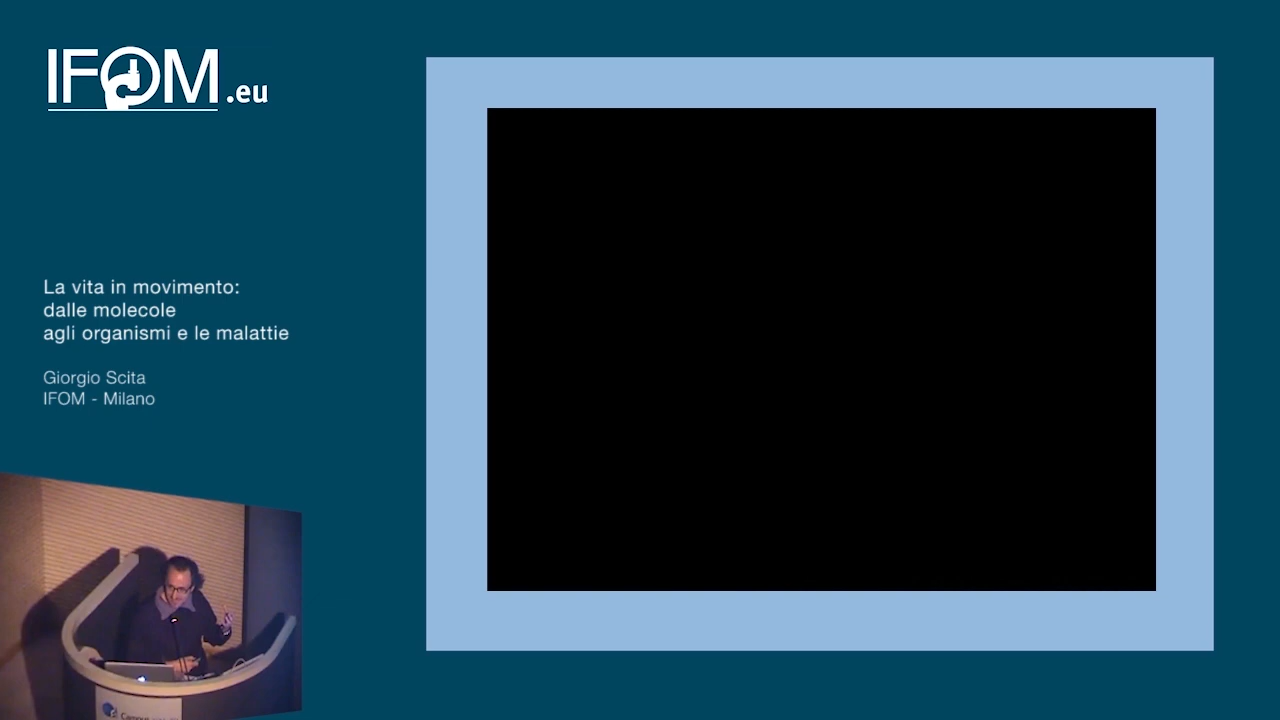 IFOM.eu
La vita in movimento:
dalle molecole
agli organismi e le malattie
Giorgio Scita
IFOM - Milano